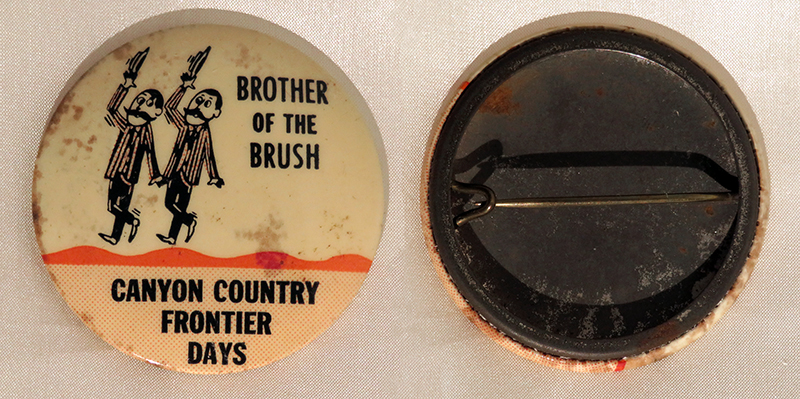 BROTHER
OF THE
BRUSH
CANYON COUNTRY
FRONTIER
DAYS